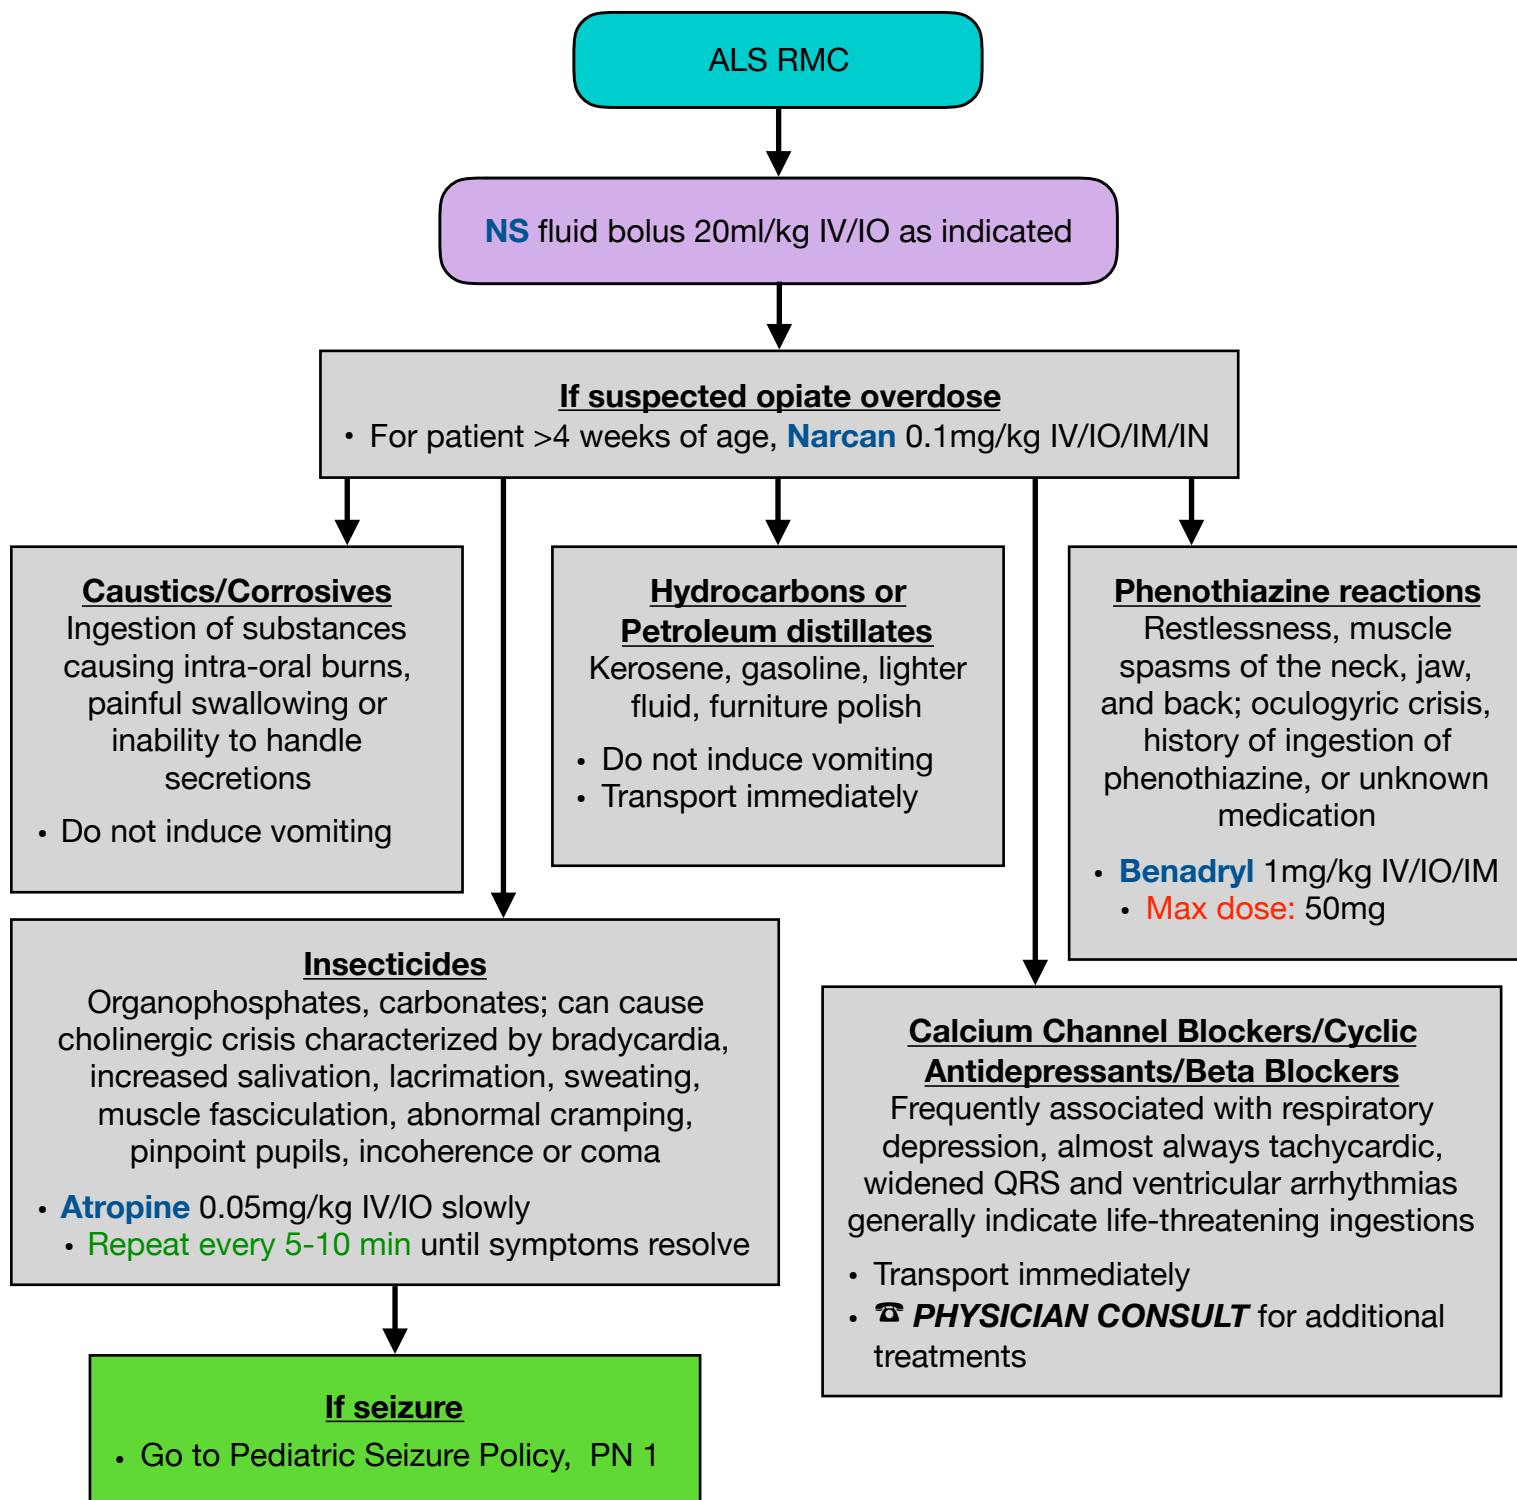 ALS RMC
NS fluid bolus 20ml/kg IV/IO as indicated
If suspected opiate overdose
• For patient >4 weeks of age, Narcan 0.1mg/kg IV/IO/IM/IN
Caustics/Corrosives
Ingestion of substances
causing intra-oral burns,
painful swallowing or
inability to handle
secretions
• Do not induce vomiting
Hydrocarbons or
Petroleum distillates
Kerosene, gasoline, lighter
fluid, furniture polish
• Do not induce vomiting
• Transport immediately
Phenothiazine reactions
Restlessness, muscle
spasms of the neck, jaw,
and back; oculogyric crisis,
history of ingestion of
phenothiazine, or unknown
medication
• Benadryl 1mg/kg IV/IO/IM
• Max dose: 50mg
Insecticides
Organophosphates, carbonates; can cause
cholinergic crisis characterized by bradycardia,
increased salivation, lacrimation, sweating,
muscle fasciculation, abnormal cramping,
pinpoint pupils, incoherence or coma
• Atropine 0.05mg/kg IV/IO slowly
• Repeat every 5-10 min until symptoms resolve
Calcium Channel Blockers/Cyclic
Antidepressants/Beta Blockers
Frequently associated with respiratory
depression, almost always tachycardic,
widened QRS and ventricular arrhythmias
generally indicate life-threatening ingestions
• Transport immediately
• ☎ PHYSICIAN CONSULT for additional
treatments
If seizure
• Go to Pediatric Seizure Policy, PN 1